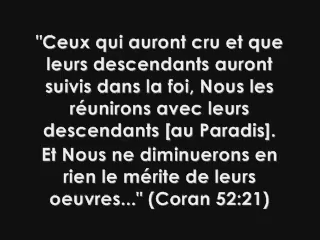 "Ceux qui auront cru et que
leurs descendants auront
suivis dans la foi, Nous les
réunirons avec leurs
descendants [au Paradis].
Et Nous ne diminuerons en
rien le mérite de leurs
oeuvres..." (Coran 52:21)